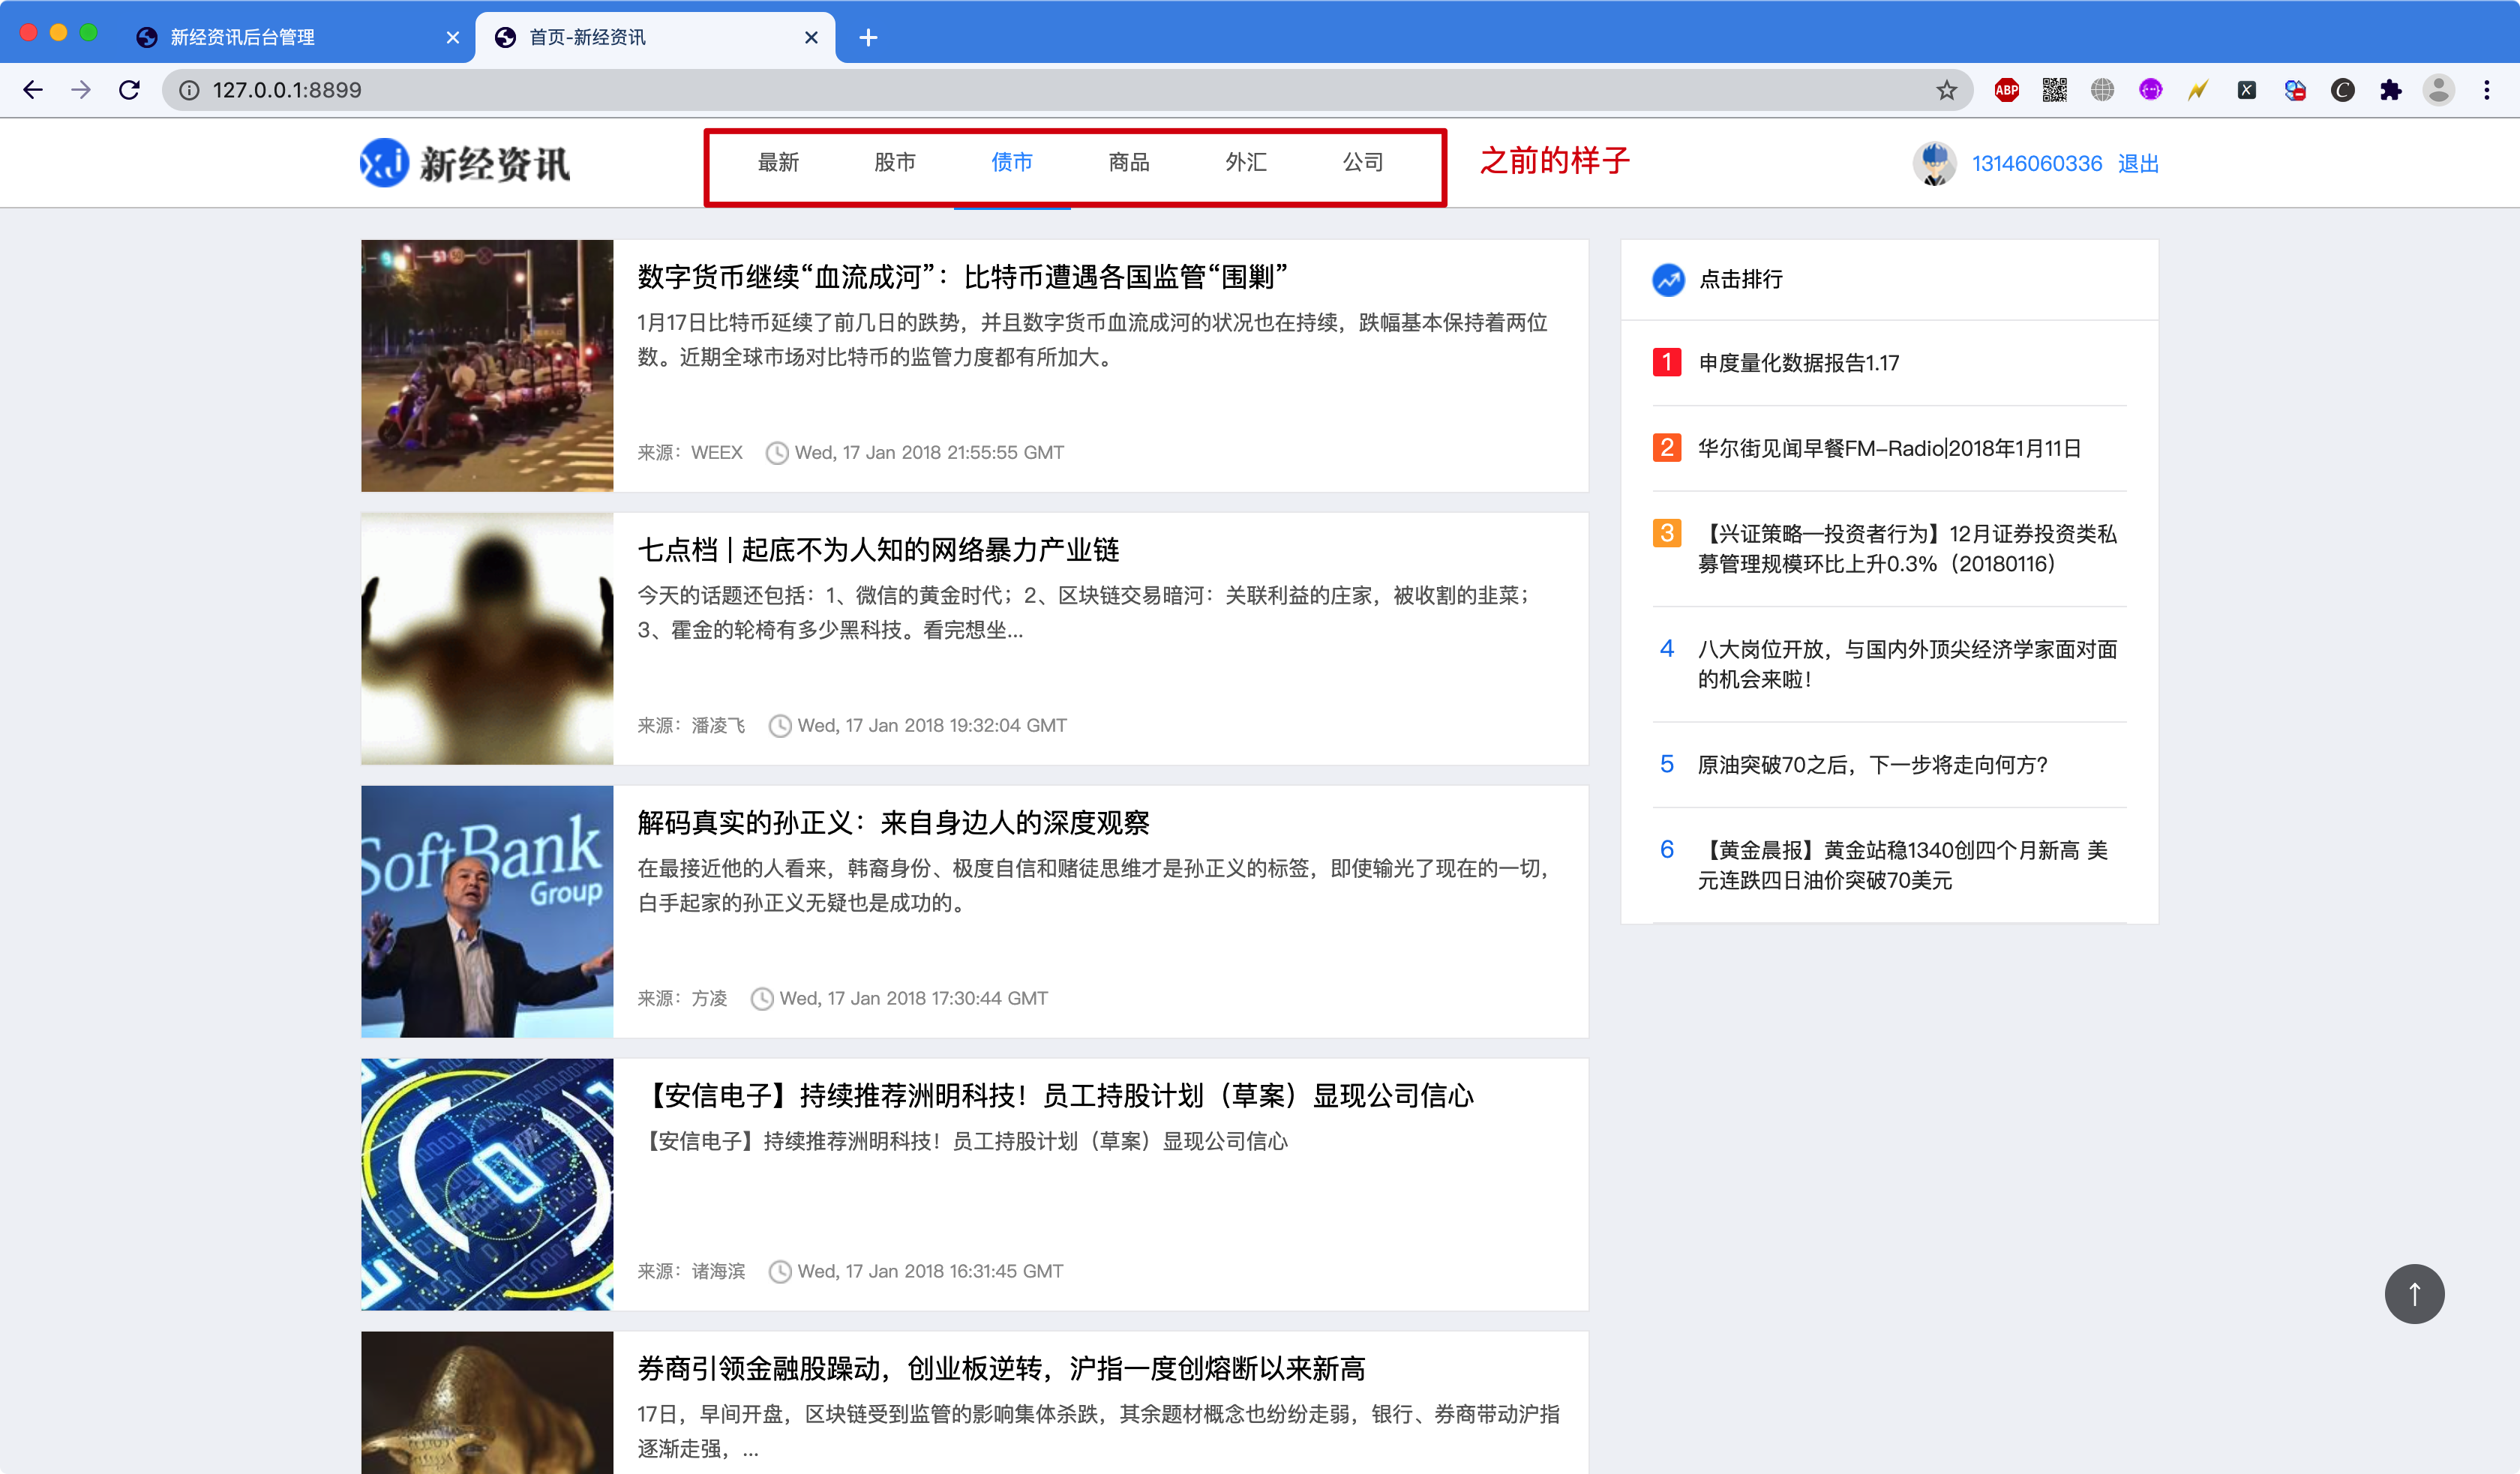 新经资讯后台管理
首页-新经资讯
127.0.0.1:8899
ABP
新经资讯
最新 股市 债市 商品 外汇 公司
之前的样子
13146060336 退出
数字货币继续“血流成河”：比特币遭遇各国监管“围剿”
1月17日比特币延续了前几日的跌势，并且数字货币血流成河的状况也在持续，跌幅基本保持着两位
数。近期全球市场对比特币的监管力度都有所加大。
来源：WEEX Wed, 17 Jan 2018 21:55:55 GMT
七点档 | 起底不为人知的网络暴力产业链
今天的话题还包括：1、微信的黄金时代；2、区块链交易暗河：关联利益的庄家，被收割的韭菜；
3、霍金的轮椅有多少黑科技。看完想坐...
来源：潘凌飞 Wed, 17 Jan 2018 19:32:04 GMT
SoftBank
Group
解码真实的孙正义：来自身边人的深度观察
在最接近他的人看来，韩裔身份、极度自信和赌徒思维才是孙正义的标签，即使输光了现在的一切，
白手起家的孙正义无疑也是成功的。
来源：方凌 Wed, 17 Jan 2018 17:30:44 GMT
【安信电子】持续推荐洲明科技！员工持股计划（草案）显现公司信心
【安信电子】持续推荐洲明科技！员工持股计划（草案）显现公司信心
来源：诸海滨 Wed, 17 Jan 2018 16:31:45 GMT
券商引领金融股躁动，创业板逆转，沪指一度创熔断以来新高
17日，早间开盘，区块链受到监管的影响集体杀跌，其余题材概念也纷纷走弱，银行、券商带动沪指
逐渐走强，...
点击排行
1 申度量化数据报告1.17
2 华尔街见闻早餐FM-Radio|2018年1月11日
3 【兴证策略—投资者行为】12月证券投资类私
募管理规模环比上升0.3%（20180116）
4 八大岗位开放，与国内外顶尖经济学家面对面
的机会来啦！
5 原油突破70之后，下一步将走向何方？
6 【黄金晨报】黄金站稳1340创四个月新高 美
元连跌四日油价突破70美元